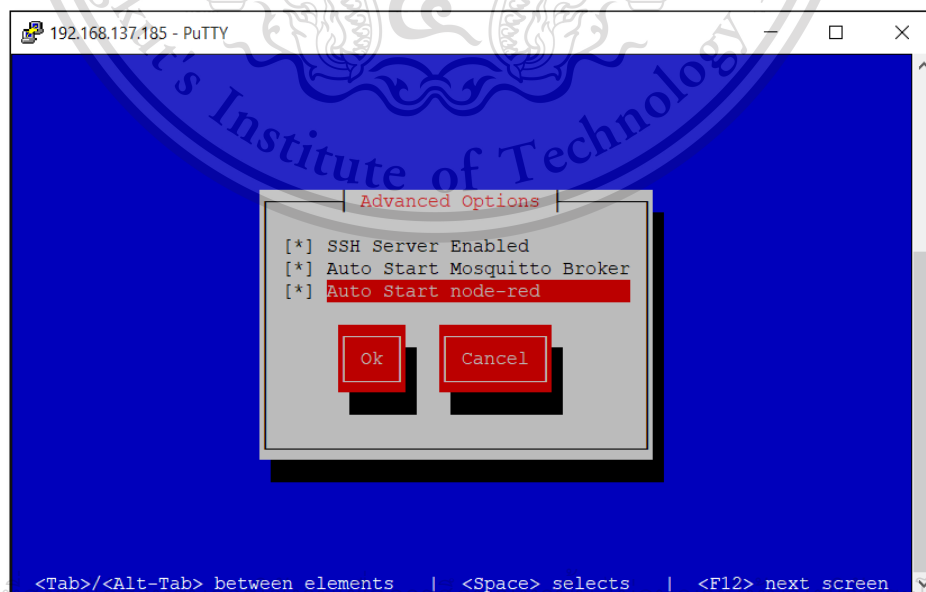 192.168.137.185 - PuTTY
's Institute of Technology
Advanced Options
[*] SSH Server Enabled
[*] Auto Start Mosquitto Broker
[*] Auto Start node-red
Ok Cancel
<Tab>/<Alt-Tab> between elements | <Space> selects | <F12> next screen